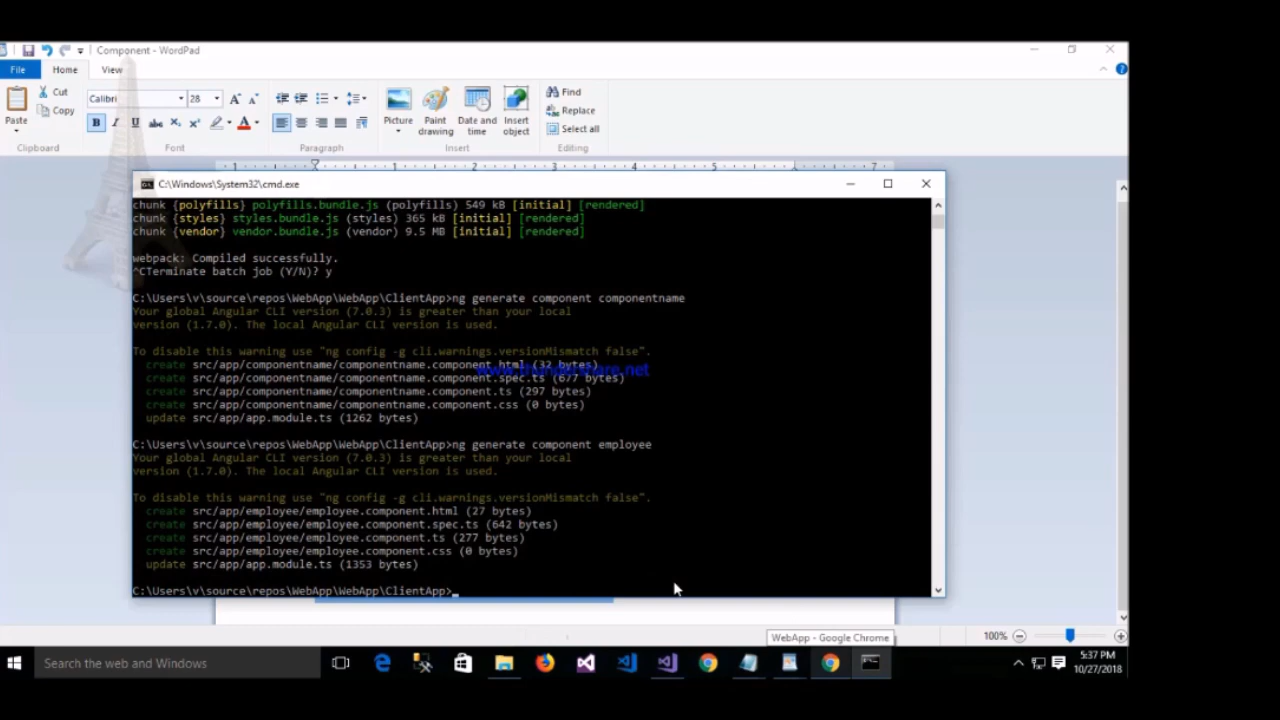 Component - WordPad
File
Home
View
Cut
Copy
Paste
Calibri
28
Picture
Paint drawing
Date and time
Insert object
Find
Replace
Select all
Clipboard
Font
Paragraph
Insert
Editing
1
1
2
3
4
5
7
C:\Windows\System32\cmd.exe
chunk {polyfills} polyfills.bundle.js (polyfills) 549 kB [initial] [rendered]
chunk {styles} styles.bundle.js (styles) 365 kB [initial] [rendered]
chunk {vendor} vendor.bundle.js (vendor) 9.5 MB [initial] [rendered]
webpack: Compiled successfully.
^CTerminate batch job (Y/N)? y
C:\Users\v\source\repos\WebApp\WebApp\ClientApp>ng generate component componentname
Your global Angular CLI version (7.0.3) is greater than your local
version (1.7.0). The local Angular CLI version is used.
To disable this warning use "ng config -g cli.warnings.versionMismatch false".
create src/app/componentname/componentname.component.html (32 bytes)
create src/app/componentname/componentname.component.spec.ts (677 bytes)
create src/app/componentname/componentname.component.ts (297 bytes)
create src/app/componentname/componentname.component.css (0 bytes)
update src/app/app.module.ts (1262 bytes)
C:\Users\v\source\repos\WebApp\WebApp\ClientApp>ng generate component employee
Your global Angular CLI version (7.0.3) is greater than your local
version (1.7.0). The local Angular CLI version is used.
To disable this warning use "ng config -g cli.warnings.versionMismatch false".
create src/app/employee/employee.component.html (27 bytes)
create src/app/employee/employee.component.spec.ts (642 bytes)
create src/app/employee/employee.component.ts (277 bytes)
create src/app/employee/employee.component.css (0 bytes)
update src/app/app.module.ts (1353 bytes)
C:\Users\v\source\repos\WebApp\WebApp\ClientApp>
WebApp - Google Chrome
100%
Search the web and Windows
5:37 PM
10/27/2018